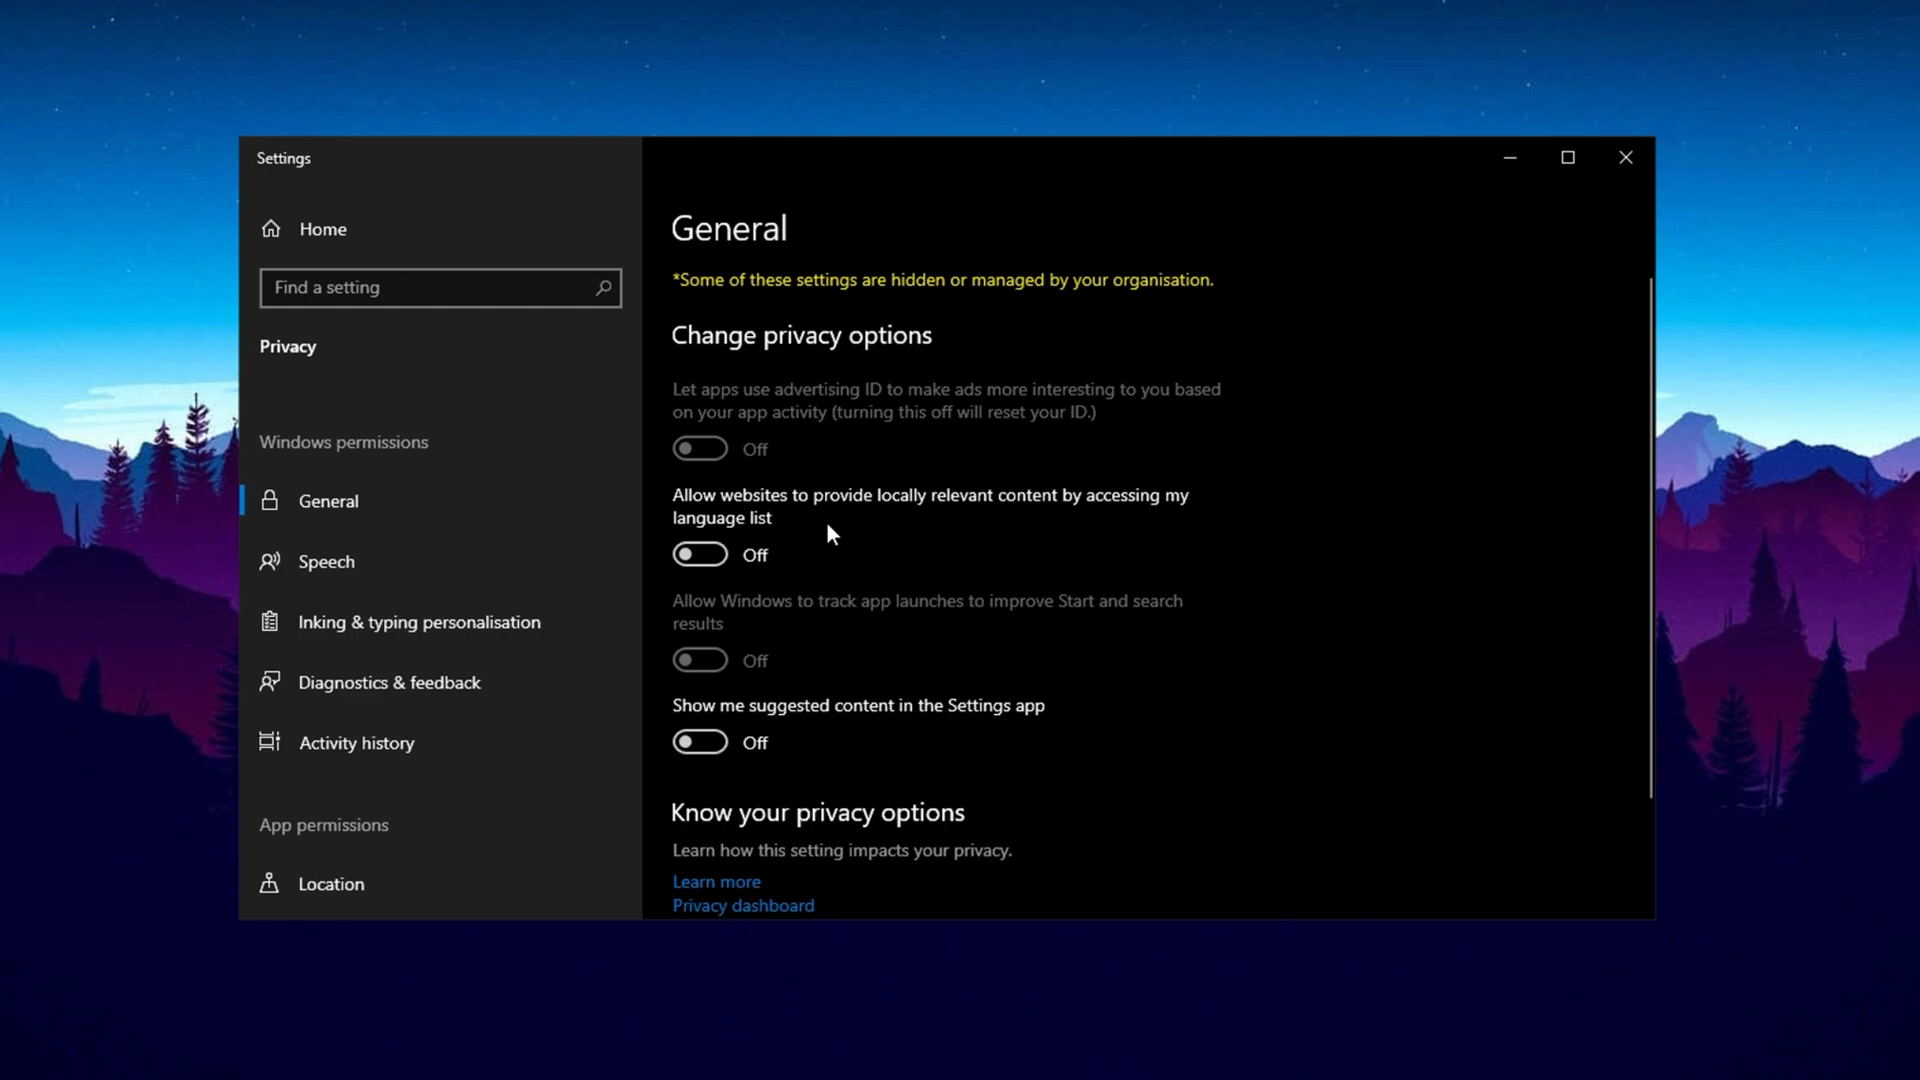 Settings
Home
Find a setting
Privacy
Windows permissions
General
Speech
Inking & typing personalisation
Diagnostics & feedback
Activity history
App permissions
Location
General
*Some of these settings are hidden or managed by your organisation.
Change privacy options
Let apps use advertising ID to make ads more interesting to you based
on your app activity (turning this off will reset your ID.)
Off
Allow websites to provide locally relevant content by accessing my
language list
Off
Allow Windows to track app launches to improve Start and search
results
Off
Show me suggested content in the Settings app
Off
Know your privacy options
Learn how this setting impacts your privacy.
Learn more
Privacy dashboard